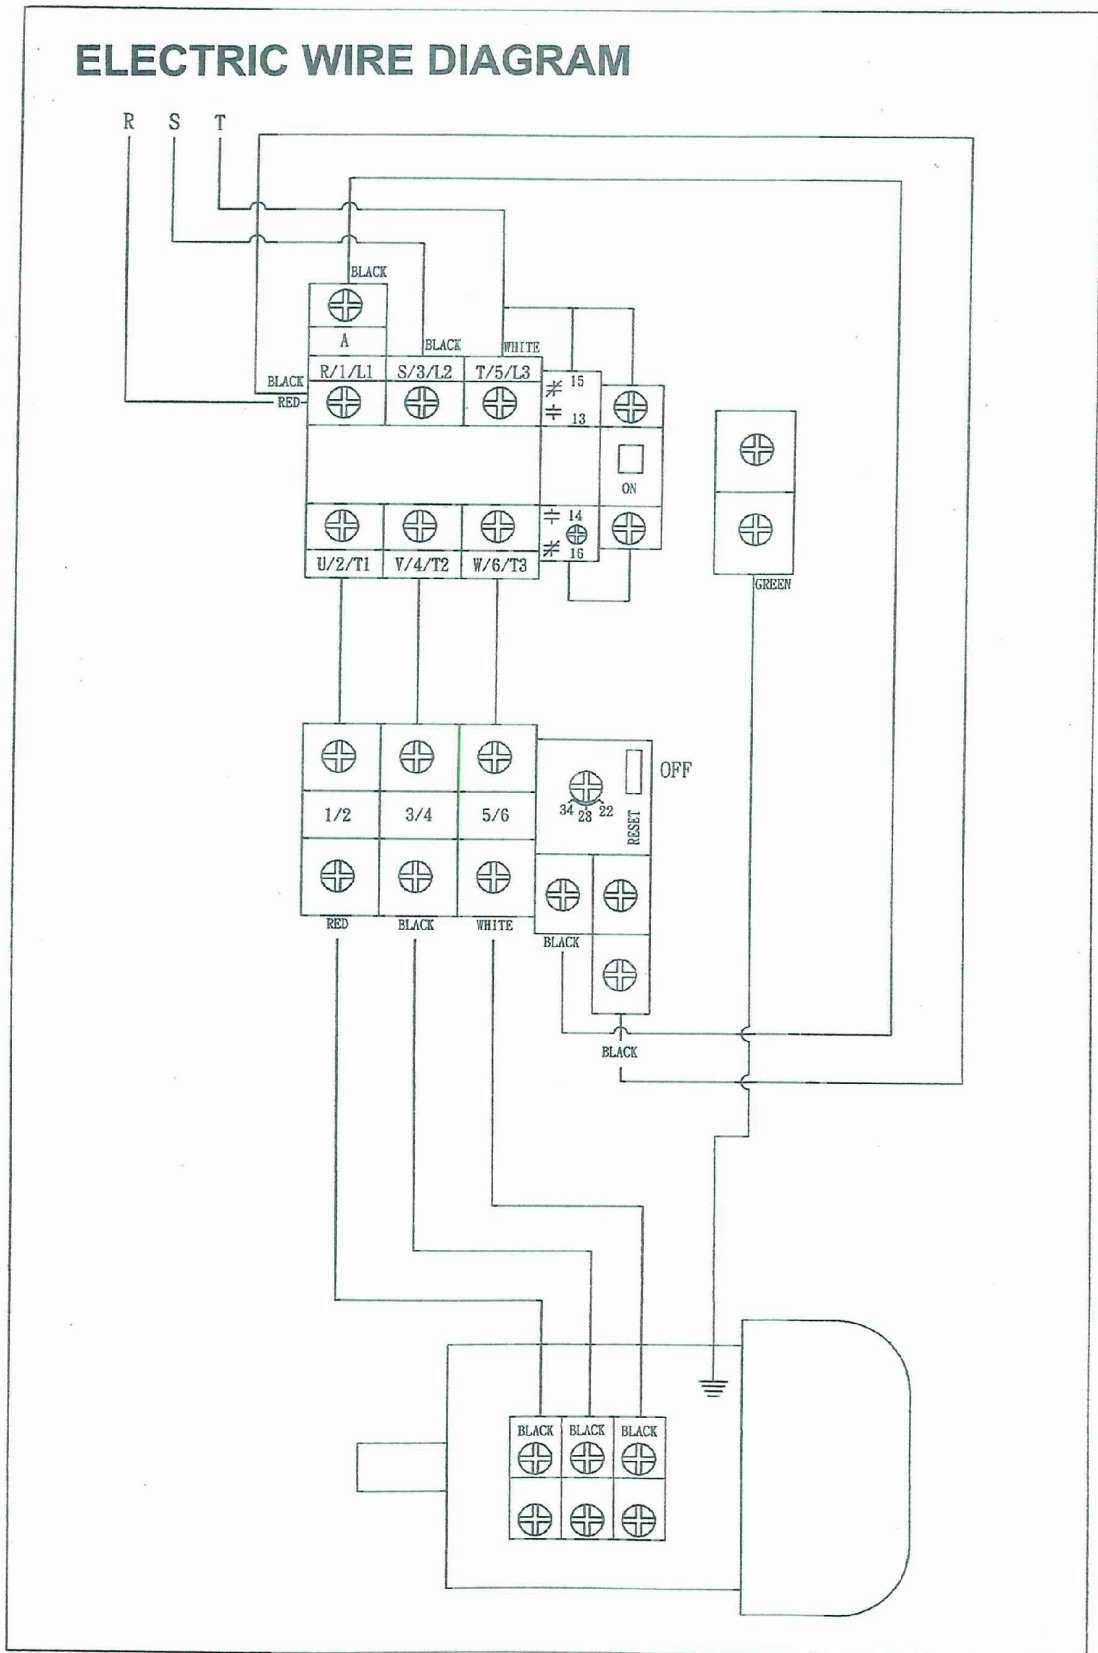 ELECTRIC WIRE DIAGRAM
R S T
BLACK
A
BLACK
WHITE
R/1/L1 S/3/L2 T/5/L3
15
BLACK
RED
13
ON
14
16
U/2/T1 V/4/T2 W/6/T3
GREEN
OFF
34 28 22
RESET
1/2 3/4 5/6
RED BLACK WHITE
BLACK
BLACK
BLACK BLACK BLACK